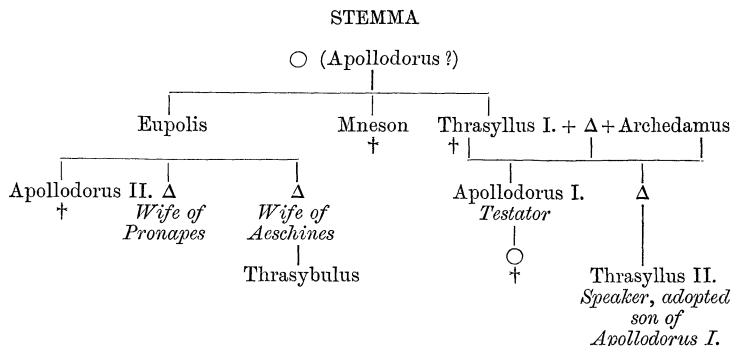 STEMMA
○ (Apollodorus ?)
Eupolis Mneson Thrasyllus I. + Δ + Archedamus
† †
Apollodorus II. Δ Δ Apollodorus I. Δ
† Wife of Wife of Testator
Pronapes Aeschines
○
Thrasybulus † Thrasyllus II.
Speaker, adopted
son of
Apollodorus I.